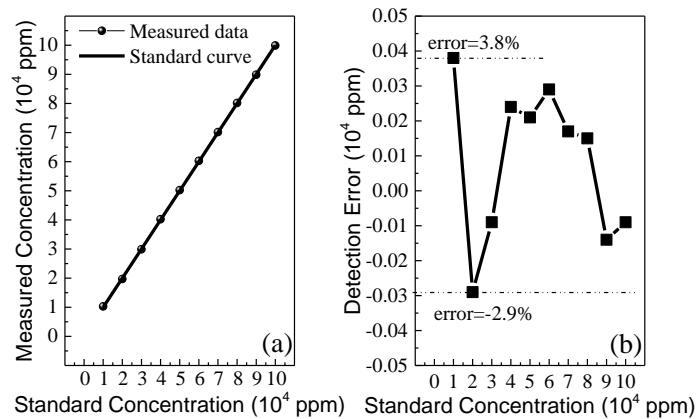 Measured data
Standard curve
10
9
8
7
6
5
4
3
2
1
0
Measured Concentration (10⁴ ppm)
(a)
0 1 2 3 4 5 6 7 8 9 10
Standard Concentration (10⁴ ppm)
0.05
0.04
0.03
0.02
0.01
0.00
-0.01
-0.02
-0.03
-0.04
-0.05
Detection Error (10⁴ ppm)
error=3.8%
error=-2.9%
(b)
0 1 2 3 4 5 6 7 8 9 10
Standard Concentration (10⁴ ppm)